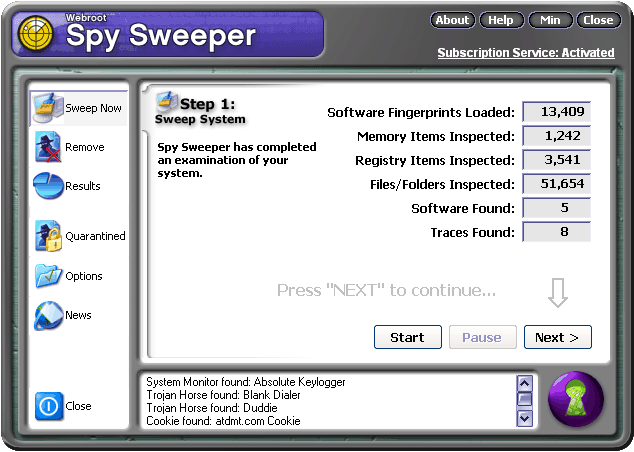 Webroot™
Spy Sweeper
About
Help
Min
Close
Subscription Service: Activated
Sweep Now
Remove
Results
Quarantined
Options
News
Close
Step 1:
Sweep System
Spy Sweeper has completed
an examination of your
system.
Software Fingerprints Loaded: 13,409
Memory Items Inspected: 1,242
Registry Items Inspected: 3,541
Files/Folders Inspected: 51,654
Software Found: 5
Traces Found: 8
Press "NEXT" to continue...
Start
Pause
Next >
System Monitor found: Absolute Keylogger
Trojan Horse found: Blank Dialer
Trojan Horse found: Duddie
Cookie found: atdmt.com Cookie